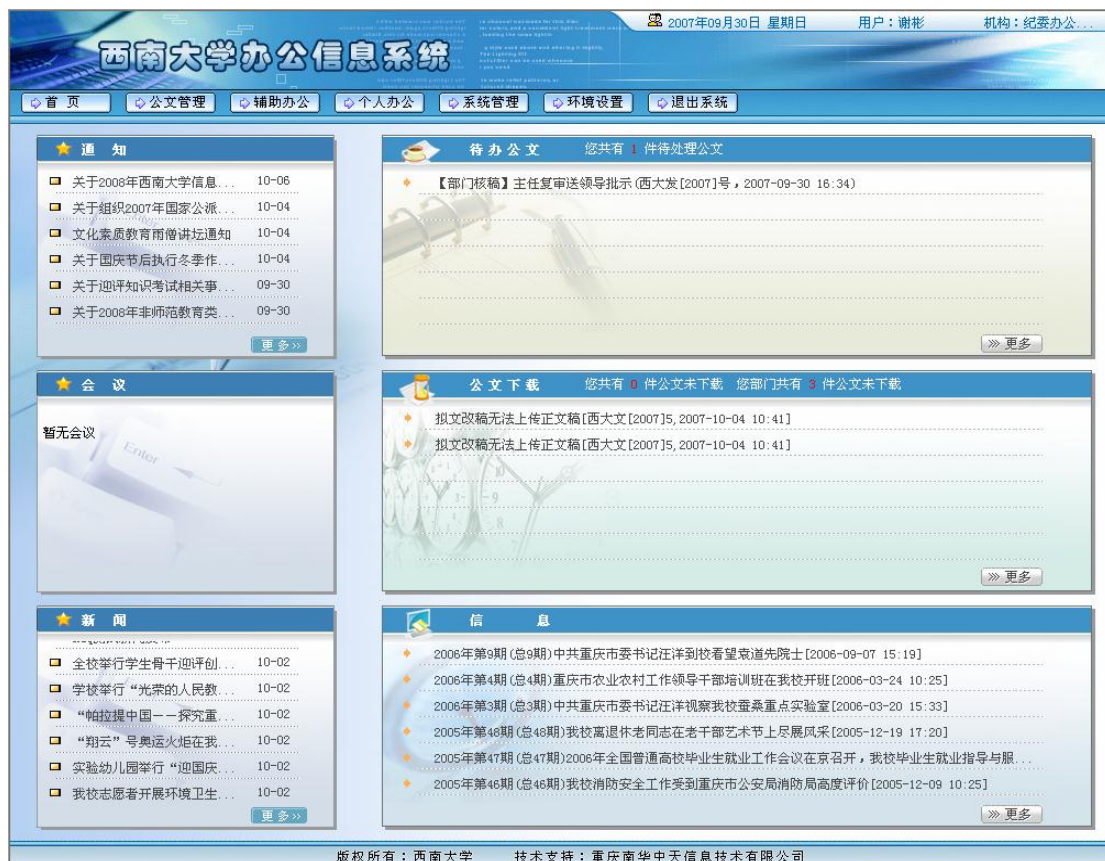 2007年09月30日 星期日 用户：谢彬 机构：纪委办公...
西南大学办公信息系统
首 页 公文管理 辅助办公 个人办公 系统管理 环境设置 退出系统
通 知
关于2008年西南大学信息... 10-06
关于组织2007年国家公派... 10-04
文化素质教育雨僧讲坛通知 10-04
关于国庆节后执行冬季作... 10-04
关于迎评知识考试相关事... 09-30
关于2008年非师范教育类... 09-30
更多
待办公文 您共有 1 件待处理公文
【部门核稿】主任复审送领导批示(西大发[2007]号，2007-09-30 16:34)
更多
会 议
暂无会议
Enter
公文下载 您共有 0 件公文未下载 您部门共有 3 件公文未下载
拟文改稿无法上传正文稿[西大文[2007]5,2007-10-04 10:41]
拟文改稿无法上传正文稿[西大文[2007]5,2007-10-04 10:41]
更多
新 闻
全校举行学生骨干迎评创... 10-02
学校举行“光荣的人民教... 10-02
“帕拉提中国——探究重... 10-02
“翔云”号奥运火炬在我... 10-02
实验幼儿园举行“迎国庆... 10-02
我校志愿者开展环境卫生... 10-02
更多
信 息
2006年第9期(总9期)中共重庆市委书记汪洋到校看望袁道先院士[2006-09-07 15:19]
2006年第4期(总4期)重庆市农业农村工作领导干部培训班在我校开班[2006-03-24 10:25]
2006年第3期(总3期)中共重庆市委书记汪洋视察我校蚕桑重点实验室[2006-03-20 15:33]
2005年第48期(总48期)我校离退休老同志在老干部艺术节上尽展风采[2005-12-19 17:20]
2005年第47期(总47期)2006年全国普通高校毕业生就业工作会议在京召开，我校毕业生就业指导与服...
2005年第46期(总46期)我校消防安全工作受到重庆市公安局消防局高度评价[2005-12-09 10:25]
更多
版权所有：西南大学 技术支持：重庆南华中天信息技术有限公司